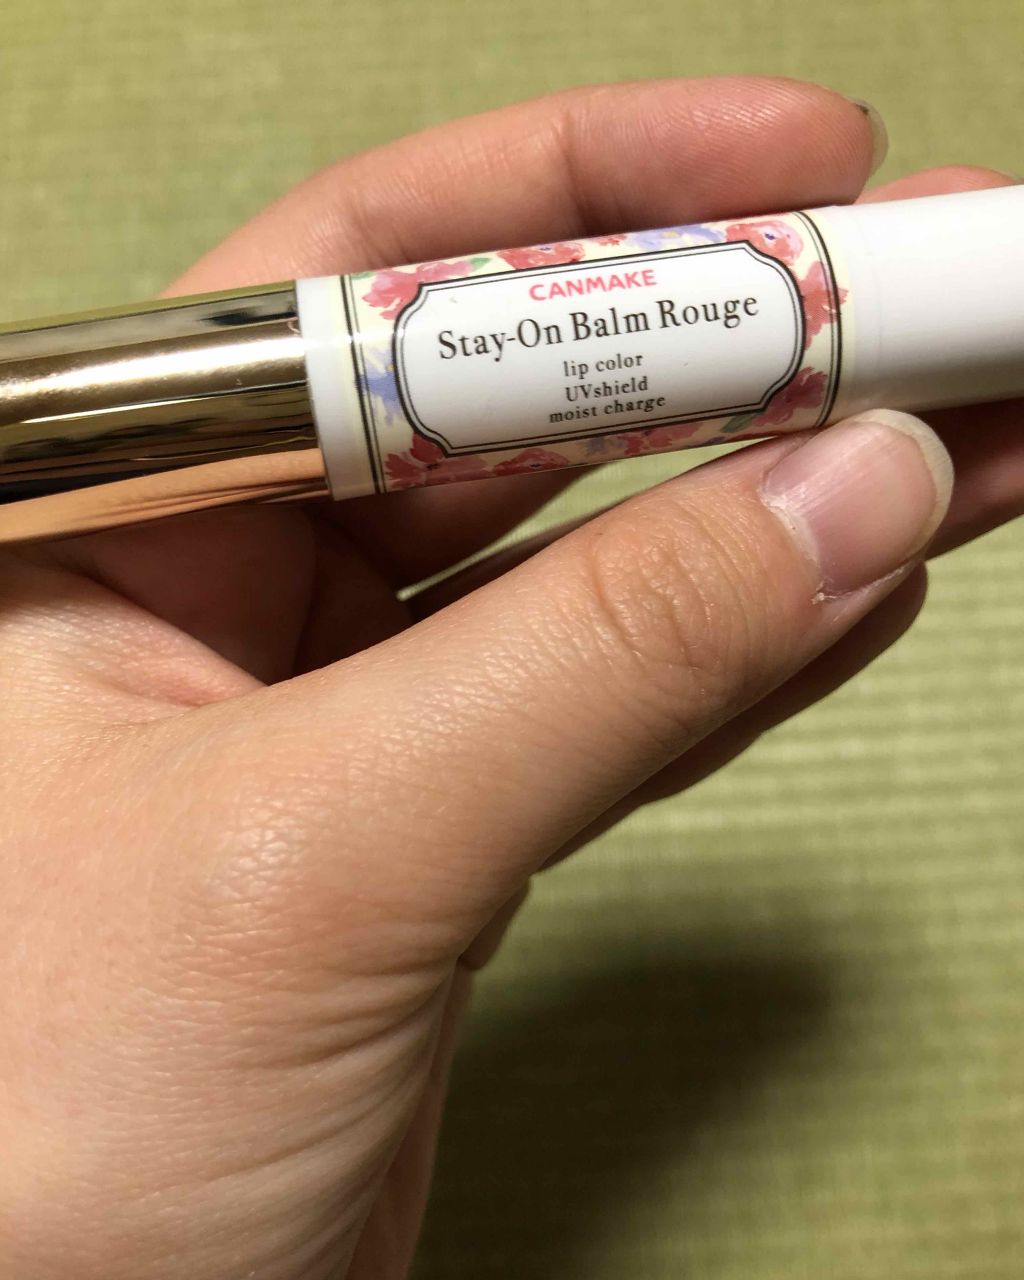 CANMAKE
Stay-On Balm Rouge
lip color
UVshield
moist charge